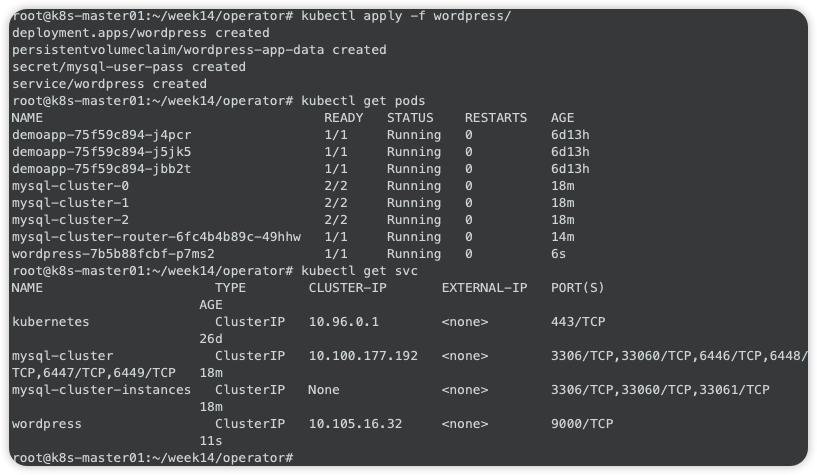 root@k8s-master01:~/week14/operator# kubectl apply -f wordpress/
deployment.apps/wordpress created
persistentvolumeclaim/wordpress-app-data created
secret/mysql-user-pass created
service/wordpress created
root@k8s-master01:~/week14/operator# kubectl get pods
NAME                                    READY   STATUS    RESTARTS   AGE
demoapp-75f59c894-j4pcr                 1/1     Running   0          6d13h
demoapp-75f59c894-j5jk5                 1/1     Running   0          6d13h
demoapp-75f59c894-jbb2t                 1/1     Running   0          6d13h
mysql-cluster-0                         2/2     Running   0          18m
mysql-cluster-1                         2/2     Running   0          18m
mysql-cluster-2                         2/2     Running   0          18m
mysql-cluster-router-6fc4b4b89c-49hhw   1/1     Running   0          14m
wordpress-7b5b88fcbf-p7ms2              1/1     Running   0          6s
root@k8s-master01:~/week14/operator# kubectl get svc
NAME                      TYPE        CLUSTER-IP       EXTERNAL-IP   PORT(S)
                        AGE
kubernetes                ClusterIP   10.96.0.1        <none>        443/TCP
                        26d
mysql-cluster             ClusterIP   10.100.177.192   <none>        3306/TCP,33060/TCP,6446/TCP,6448/
TCP,6447/TCP,6449/TCP   18m
mysql-cluster-instances   ClusterIP   None             <none>        3306/TCP,33060/TCP,33061/TCP
                        18m
wordpress                 ClusterIP   10.105.16.32     <none>        9000/TCP
                        11s
root@k8s-master01:~/week14/operator#